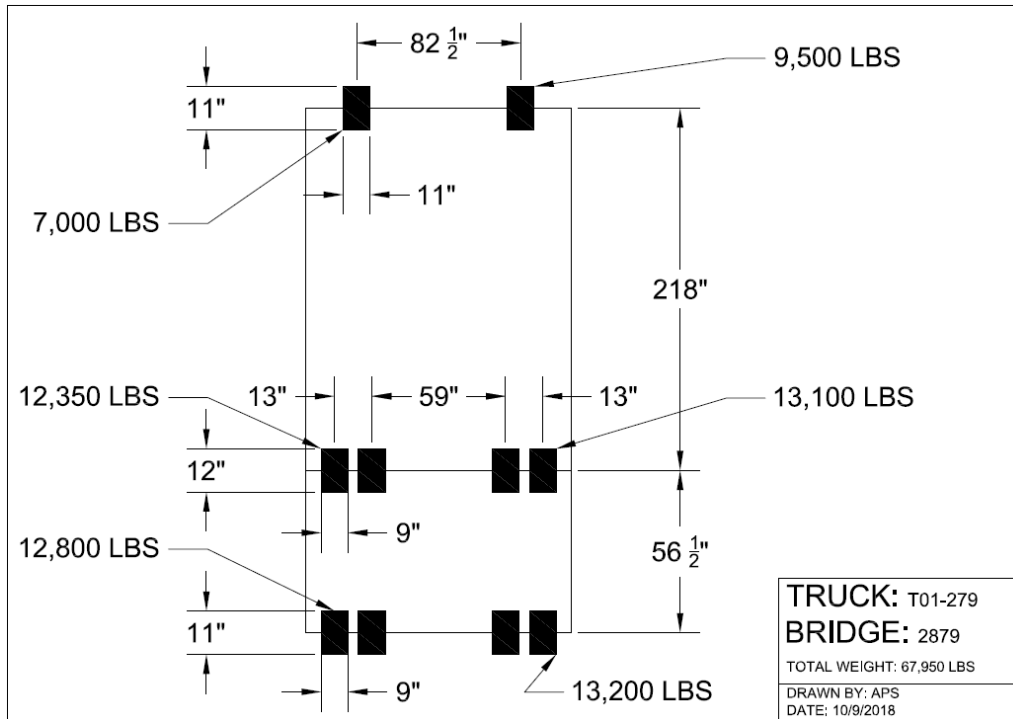 82 1/2"
9,500 LBS
11"
11"
7,000 LBS
218"
12,350 LBS
13"
59"
13"
13,100 LBS
12"
9"
12,800 LBS
56 1/2"
11"
9"
13,200 LBS
TRUCK: T01-279
BRIDGE: 2879
TOTAL WEIGHT: 67,950 LBS
DRAWN BY: APS
DATE: 10/9/2018